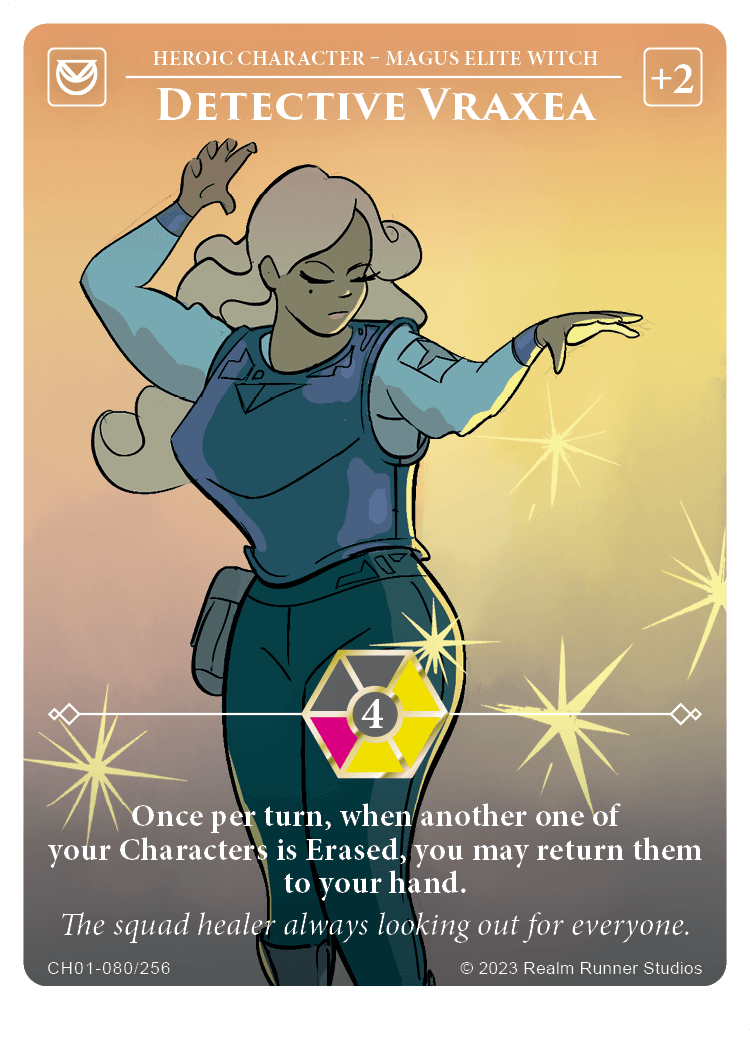 HEROIC CHARACTER – MAGUS ELITE WITCH
DETECTIVE VRAXEA
+2
4
Once per turn, when another one of
your Characters is Erased, you may return them
to your hand.
The squad healer always looking out for everyone.
CH01-080/256
© 2023 Realm Runner Studios